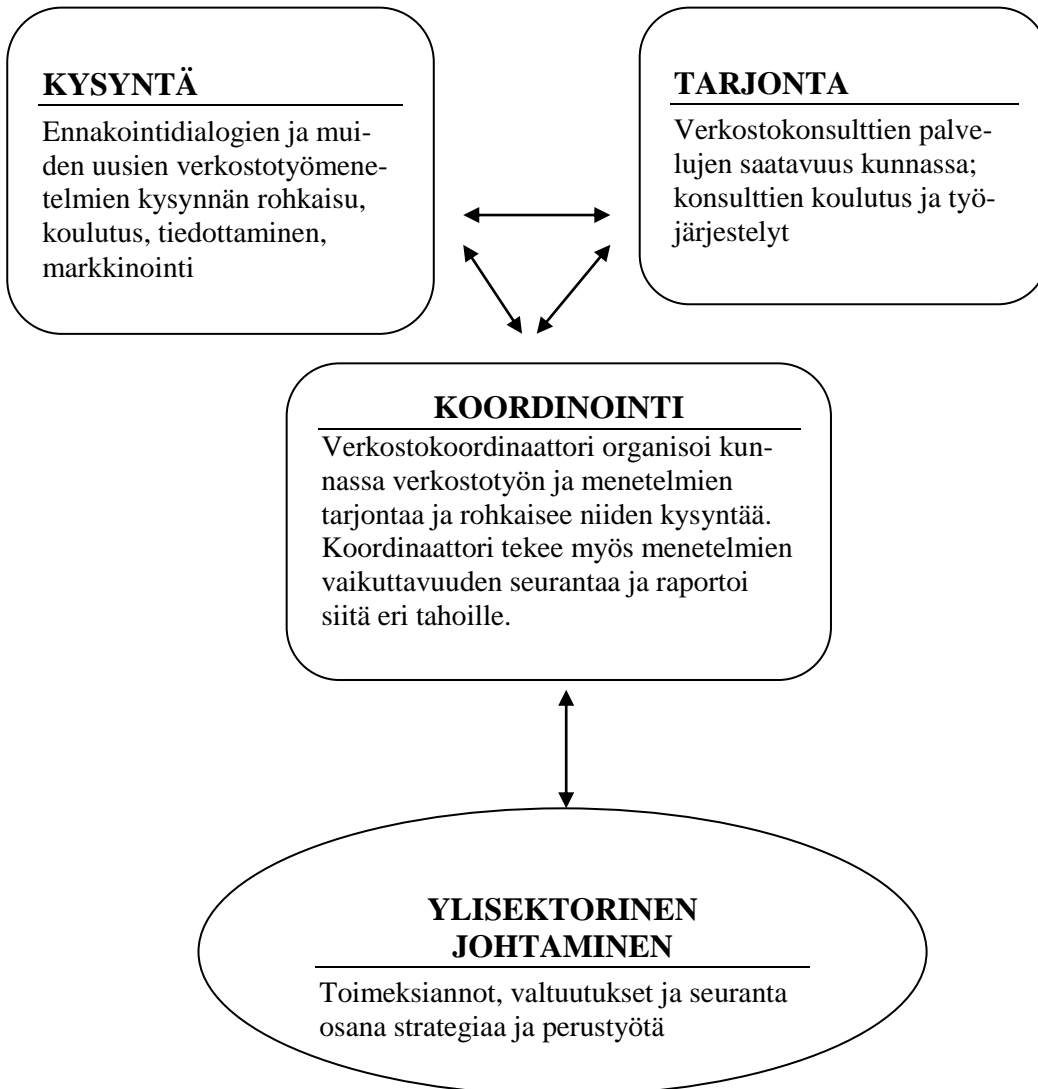 KYSYNTÄ
Ennakointidialogien ja mui-
den uusien verkostotyömene-
telmien kysynnän rohkaisu,
koulutus, tiedottaminen,
markkinointi
TARJONTA
Verkostokonsulttien palve-
lujen saatavuus kunnassa;
konsulttien koulutus ja työ-
järjestelyt
KOORDINOINTI
Verkostokoordinaattori organisoi kun-
nassa verkostotyön ja menetelmien
tarjontaa ja rohkaisee niiden kysyntää.
Koordinaattori tekee myös menetelmien
vaikuttavuuden seurantaa ja raportoi
siitä eri tahoille.
YLISEKTORINEN
JOHTAMINEN
Toimeksiannot, valtuutukset ja seuranta
osana strategiaa ja perustyötä